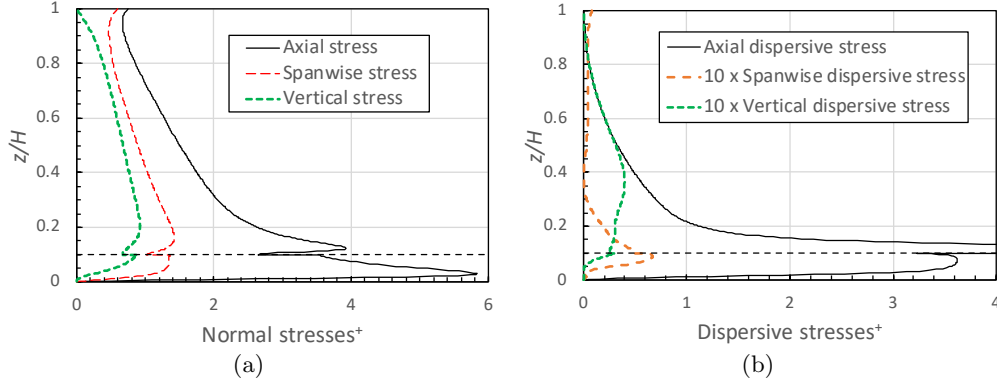 z/H
1
0.8
0.6
0.4
0.2
0
0
2
4
6
Axial stress
Spanwise stress
Vertical stress
Normal stresses⁺
(a)
z/H
1
0.8
0.6
0.4
0.2
0
0
1
2
3
4
Axial dispersive stress
10 x Spanwise dispersive stress
10 x Vertical dispersive stress
Dispersive stresses⁺
(b)